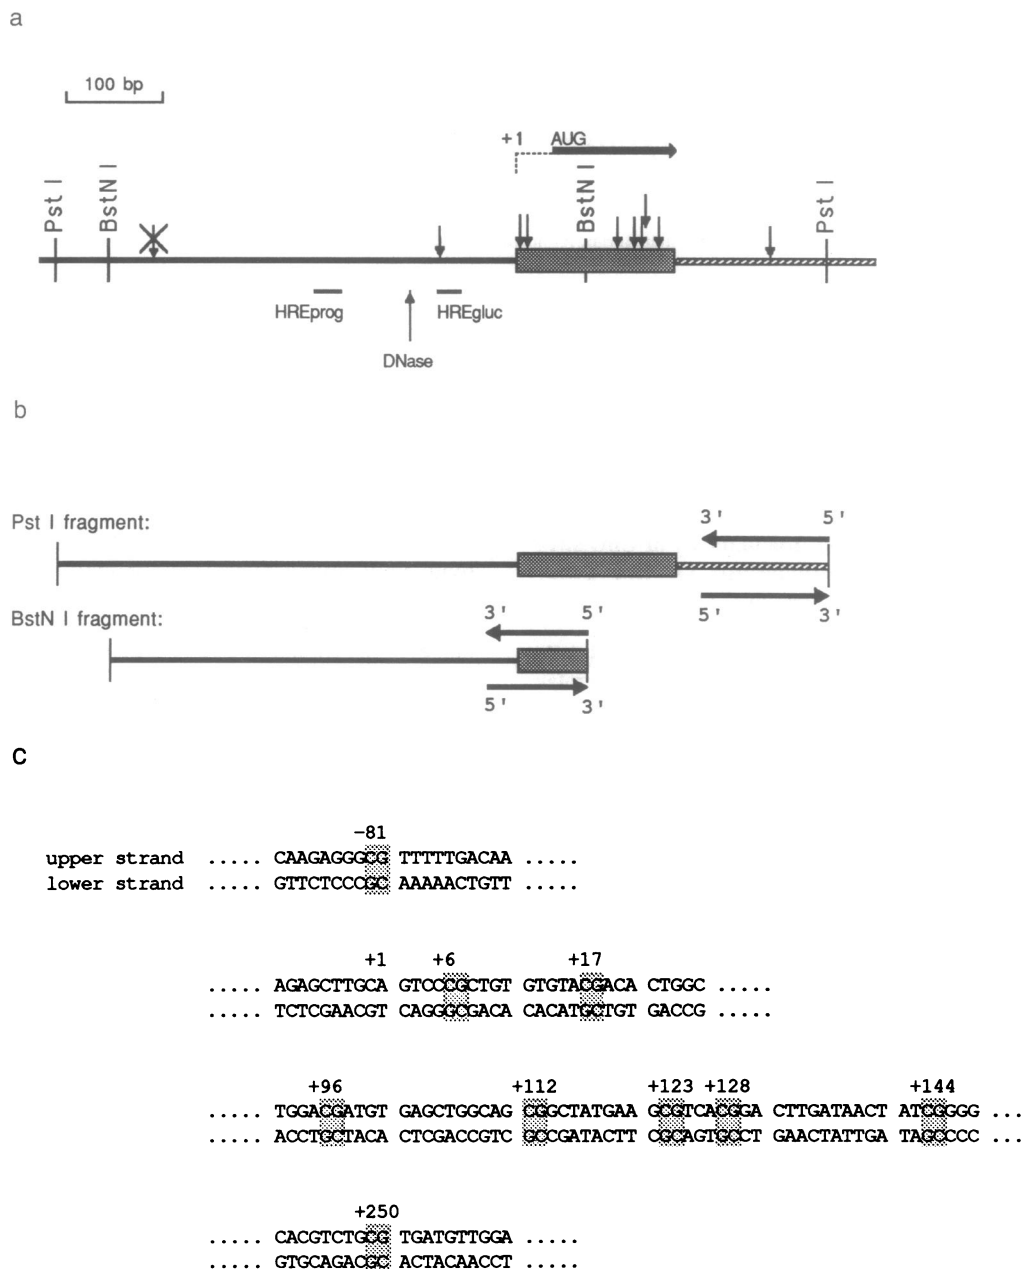 a
100 bp
+1 AUG
Pst I
BstN I
BstN I
Pst I
HREprog
HREgluc
DNase
b
Pst I fragment:
3' 5'
5' 3'
BstN I fragment:
3' 5'
5' 3'
c
-81
upper strand ..... CAAGAGGGCG TTTTTGACAA .....
lower strand ..... GTTCTCCCGC AAAAACTGTT .....
+1 +6 +17
..... AGAGCTTGCA GTCCCGCTGT GTGTACGACA CTGGC .....
..... TCTCGAACGT CAGGGCGACA CACATGCTGT GACCG .....
+96 +112 +123 +128 +144
..... TGGACGATGT GAGCTGGCAG CGGCTATGAA GCGTCACGGA CTTGATAACT ATCGGGG ...
..... ACCTGCTACA CTCGACCGTC GCCGATACTT CGCAGTGCCT GAACTATTGA TAGCCCC ...
+250
..... CACGTCTGCG TGATGTTGGA .....
..... GTGCAGACGC ACTACAACCT .....